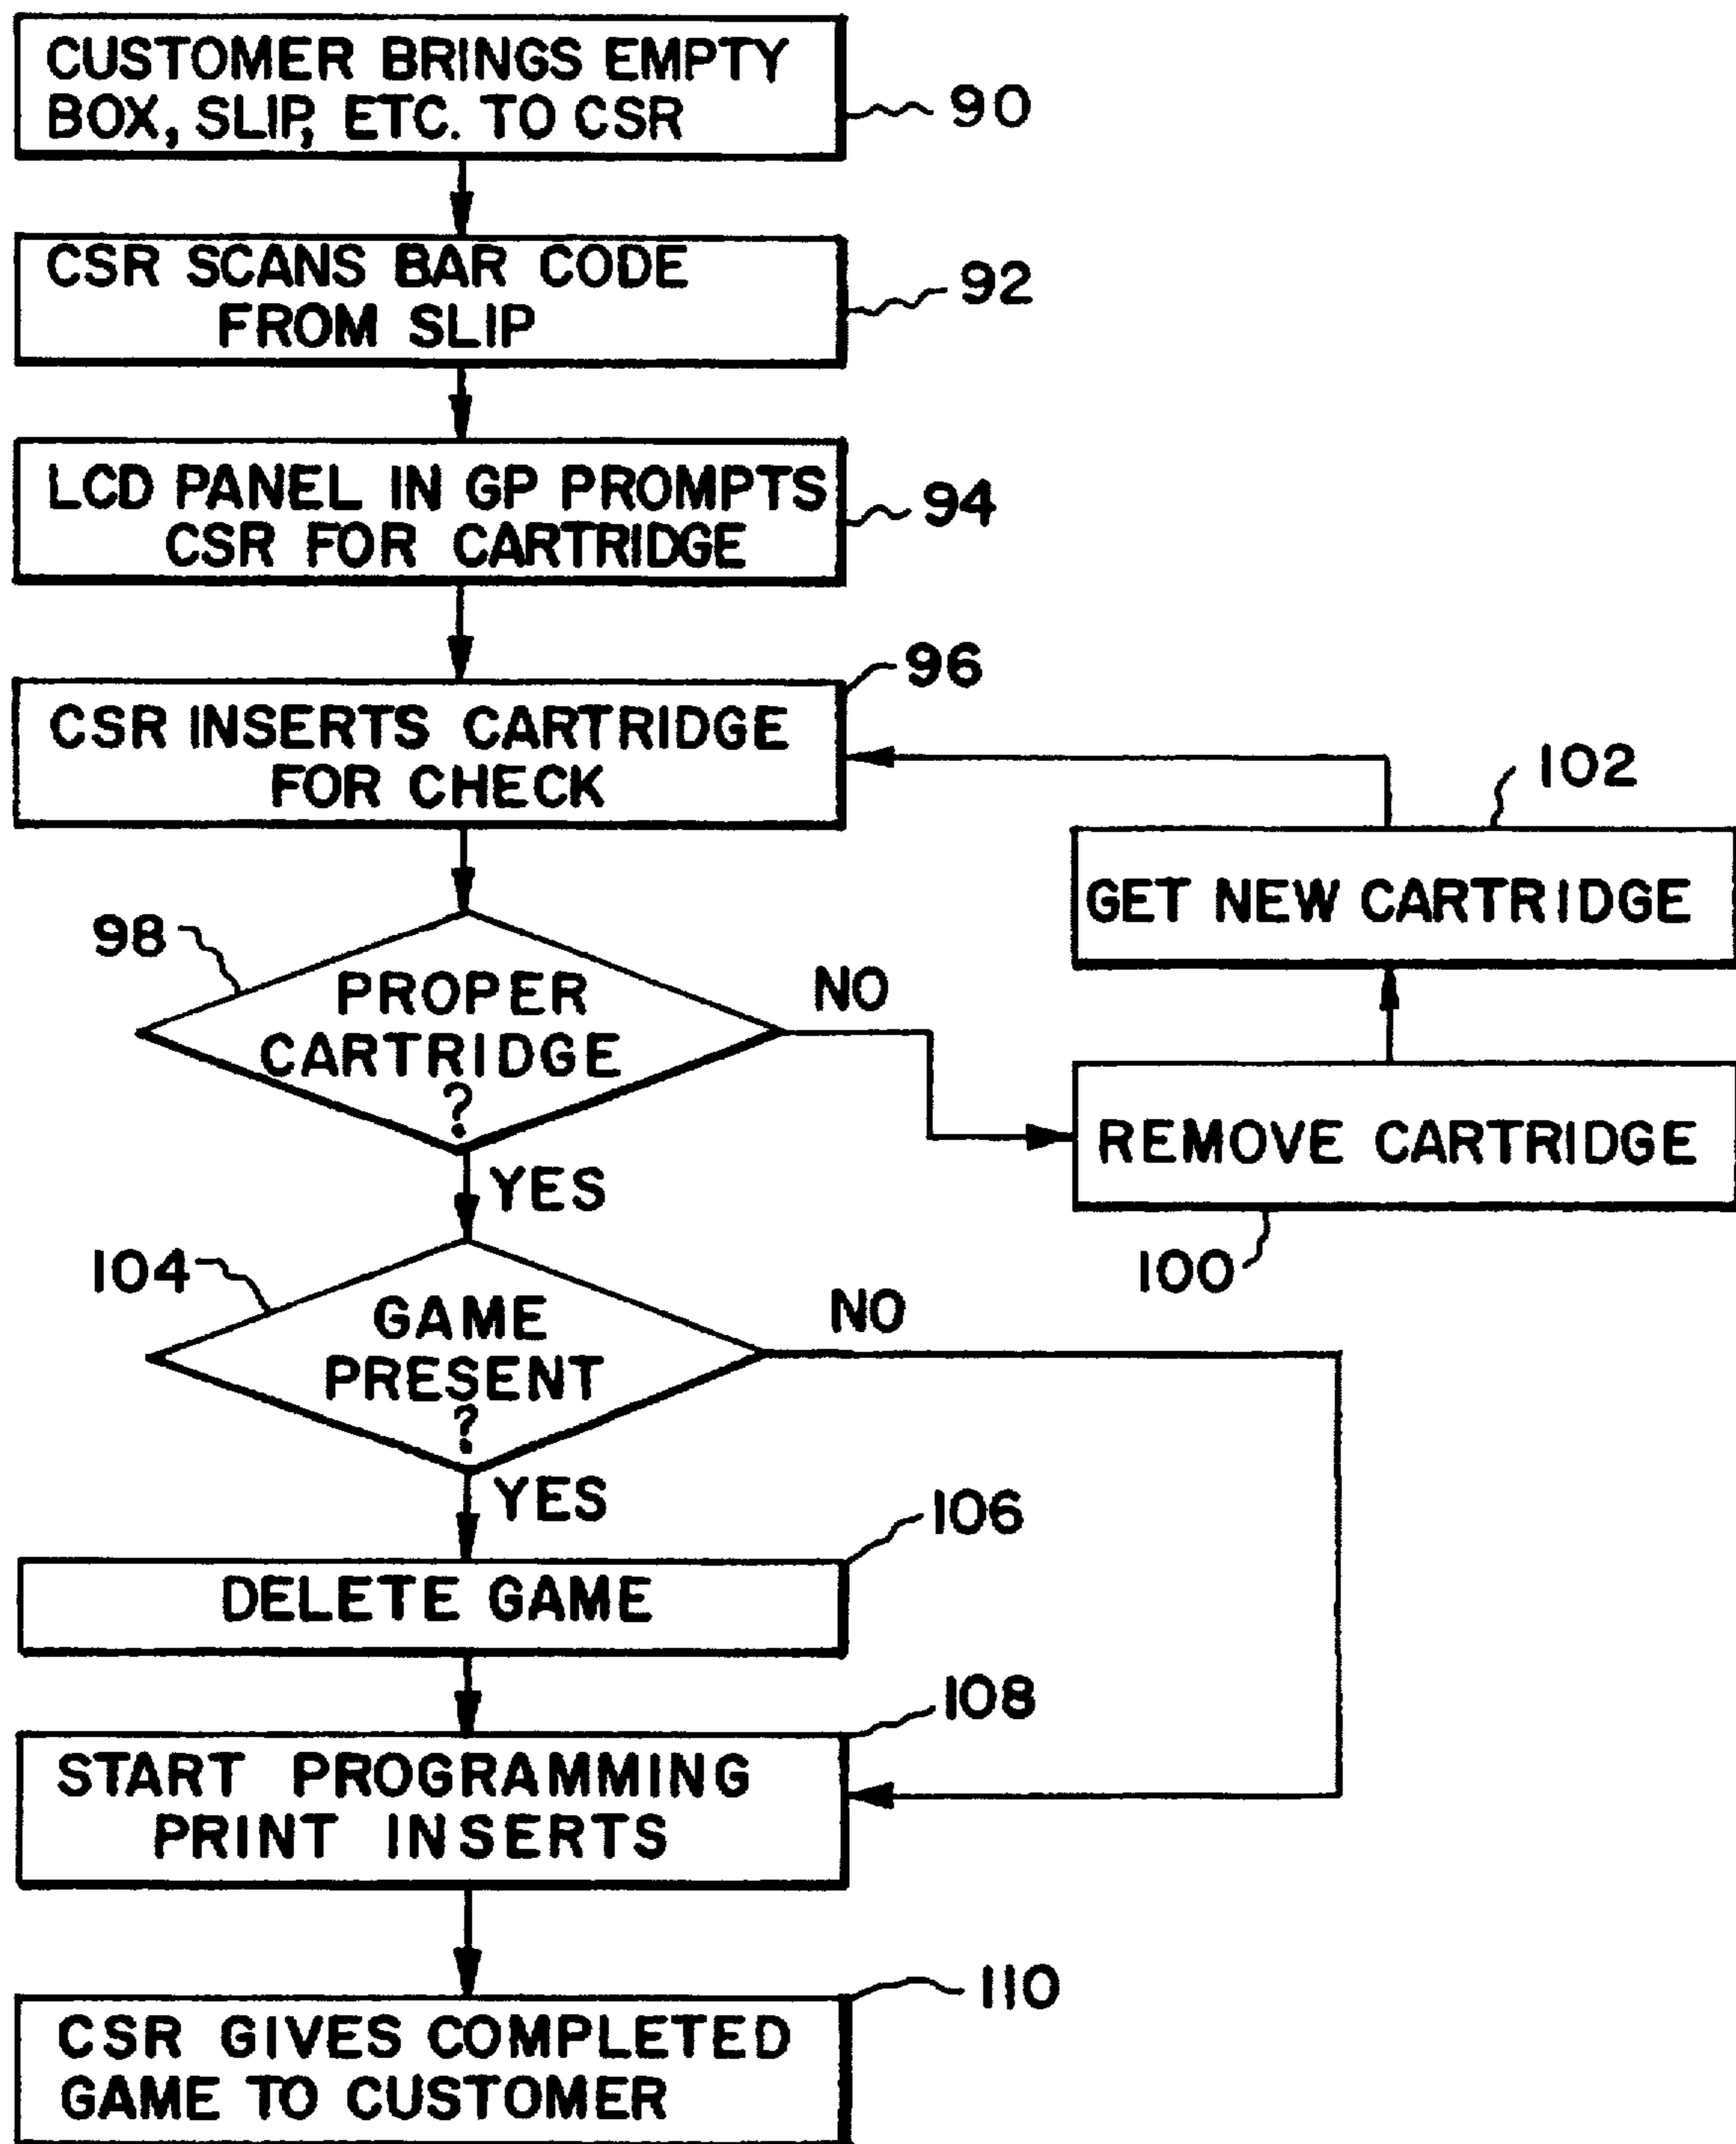 CUSTOMER BRINGS EMPTY
BOX, SLIP, ETC. TO CSR
90
CSR SCANS BAR CODE
FROM SLIP
92
LCD PANEL IN GP PROMPTS
CSR FOR CARTRIDGE
94
96
CSR INSERTS CARTRIDGE
FOR CHECK
102
GET NEW CARTRIDGE
98
PROPER
CARTRIDGE
?
NO
REMOVE CARTRIDGE
100
YES
104
GAME
PRESENT
?
NO
YES
106
DELETE GAME
108
START PROGRAMMING
PRINT INSERTS
110
CSR GIVES COMPLETED
GAME TO CUSTOMER